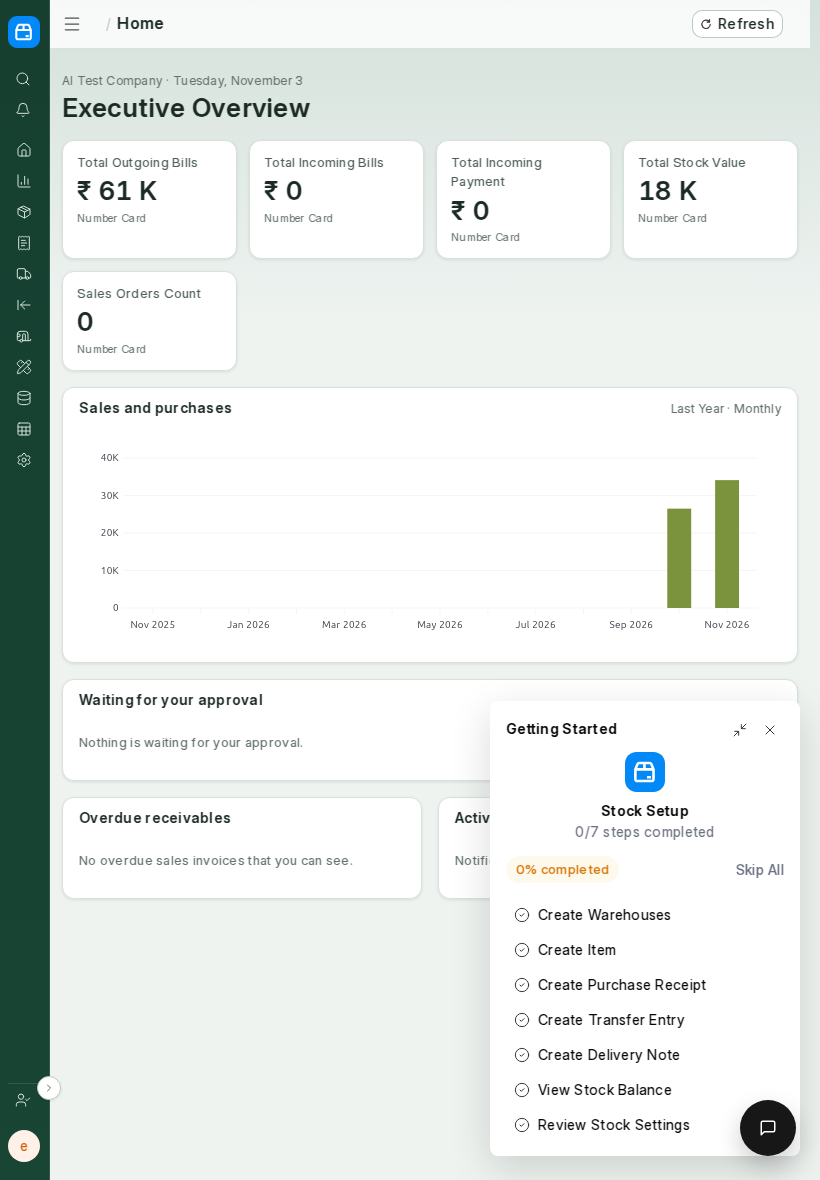 / Home
Refresh
AI Test Company · Tuesday, November 3
Executive Overview
Total Outgoing Bills
₹ 61 K
Number Card
Total Incoming Bills
₹ 0
Number Card
Total Incoming
Payment
₹ 0
Number Card
Total Stock Value
18 K
Number Card
Sales Orders Count
0
Number Card
Sales and purchases
Last Year · Monthly
40K
30K
20K
10K
0
Nov 2025 Jan 2026 Mar 2026 May 2026 Jul 2026 Sep 2026 Nov 2026
Waiting for your approval
Nothing is waiting for your approval.
Overdue receivables
No overdue sales invoices that you can see.
Getting Started
Stock Setup
0/7 steps completed
0% completed
Skip All
Create Warehouses
Create Item
Create Purchase Receipt
Create Transfer Entry
Create Delivery Note
View Stock Balance
Review Stock Settings
e